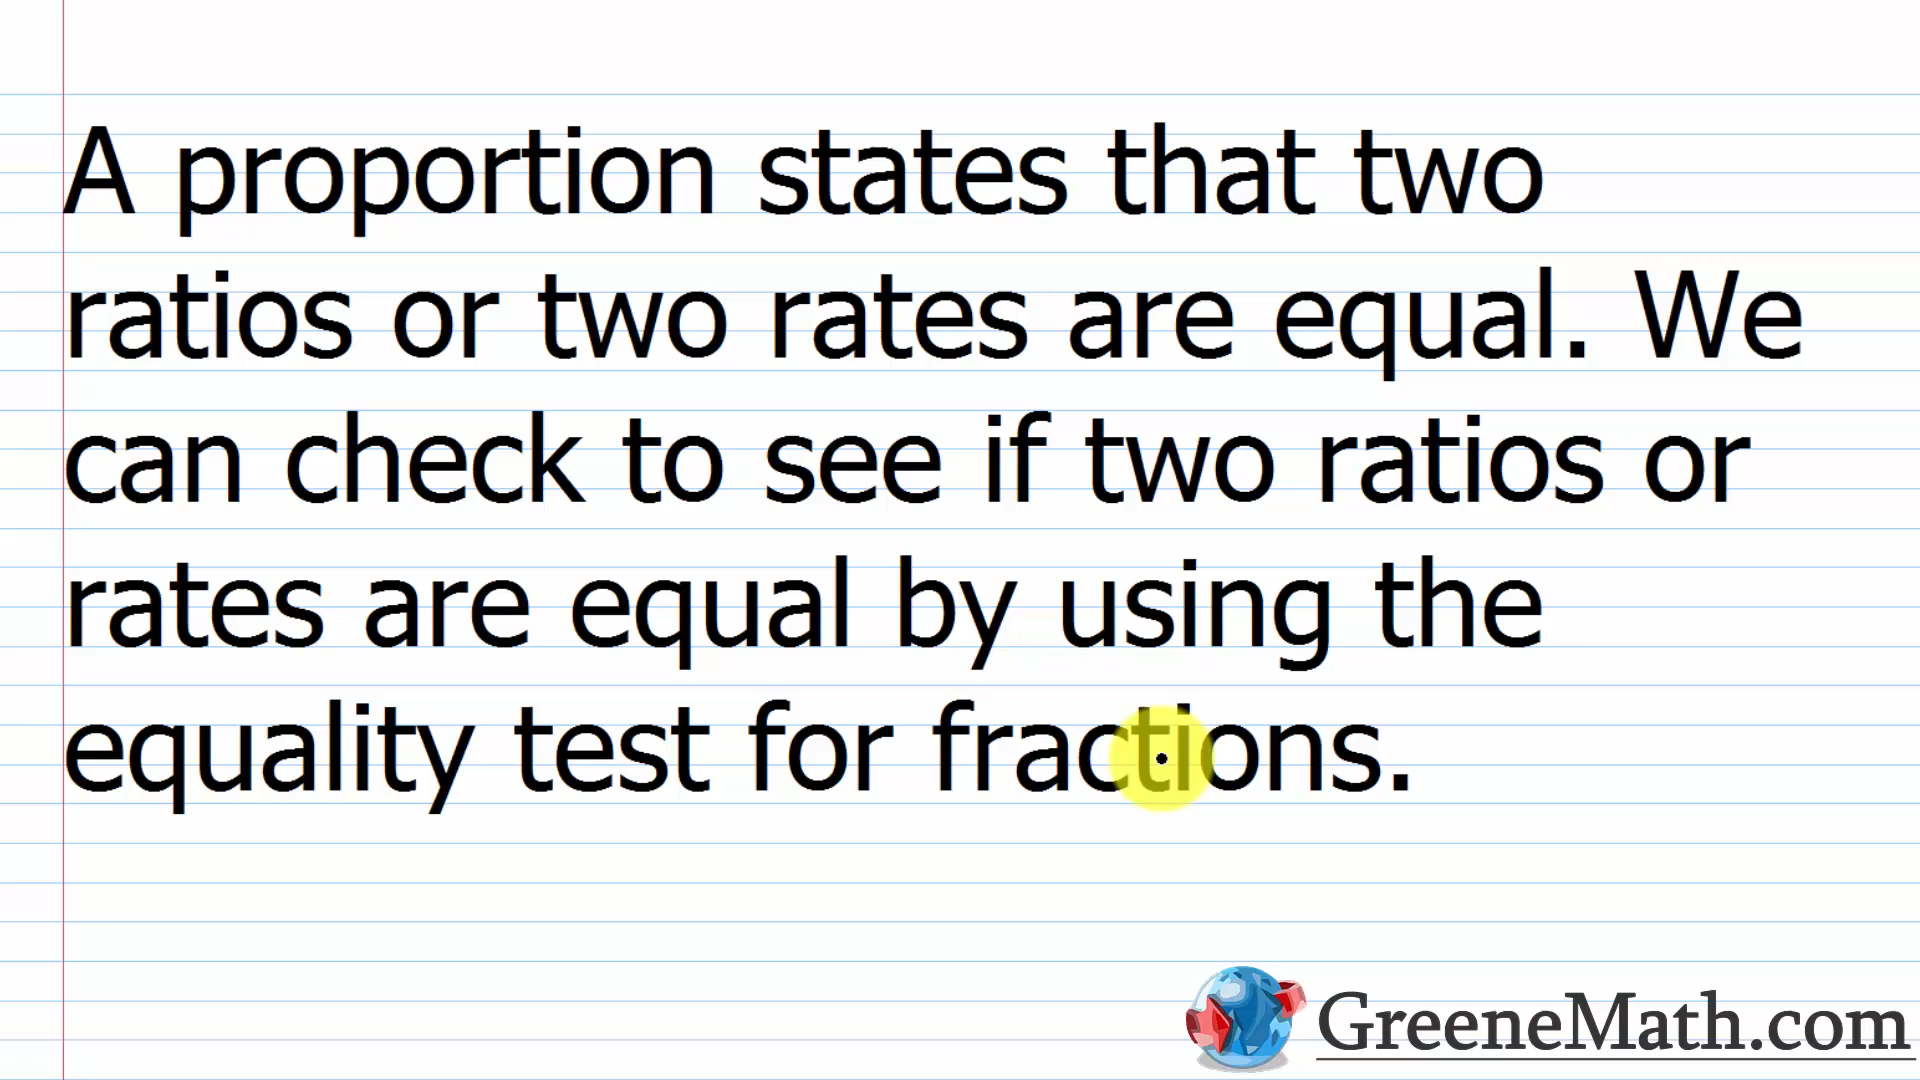 A proportion states that two
ratios or two rates are equal. We
can check to see if two ratios or
rates are equal by using the
equality test for fractions.
GreeneMath.com